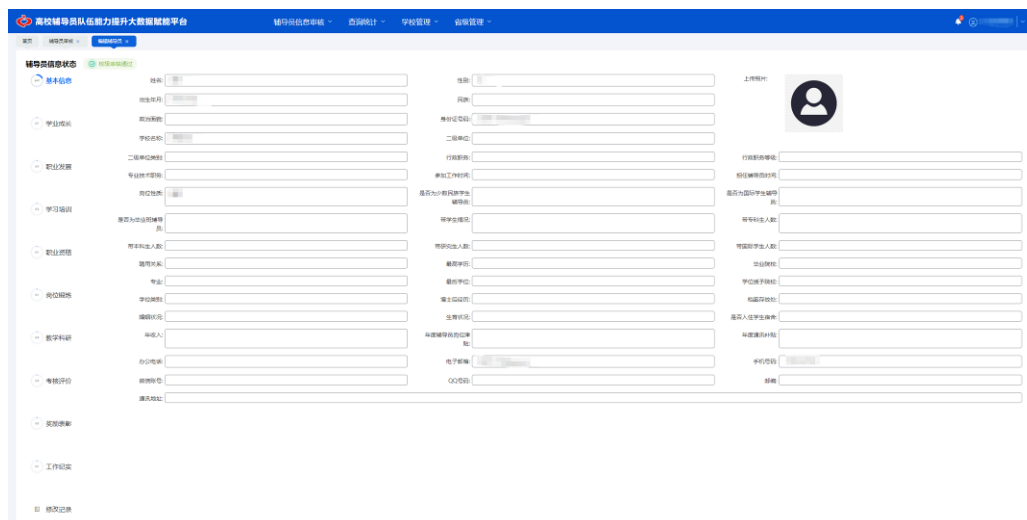 高校辅导员队伍能力提升大数据赋能平台 辅导员信息审核 查询统计 学校管理 省级管理
首页 辅导员审核 × 编辑辅导员 ×
辅导员信息状态 校级审核通过
基本信息 姓名: 性别: 上传照片:
出生年月: 民族:
学业成长 政治面貌: 身份证号码:
学校名称: 二级单位:
职业发展 二级单位类别: 行政职务: 行政职务等级:
专业技术职务: 参加工作时间: 担任辅导员时间:
学习培训 岗位性质: 是否为少数民族学生辅导员: 是否为国际学生辅导员:
是否为毕业班辅导员: 带学生情况: 带专科生人数:
职业资格 带本科生人数: 带研究生人数: 带国际学生人数:
聘用关系: 最高学历: 毕业院校:
岗位锻炼 专业: 最高学位: 学位授予院校:
学位类别: 博士后经历: 档案存放处:
婚姻状况: 生育状况: 是否入住学生宿舍:
教学科研 年收入: 年度辅导员岗位津贴: 年度通讯补贴:
办公电话: 电子邮箱: 手机号码:
考核评价 微信账号: QQ号码: 邮编:
通讯地址:
奖励表彰
工作纪实
修改记录